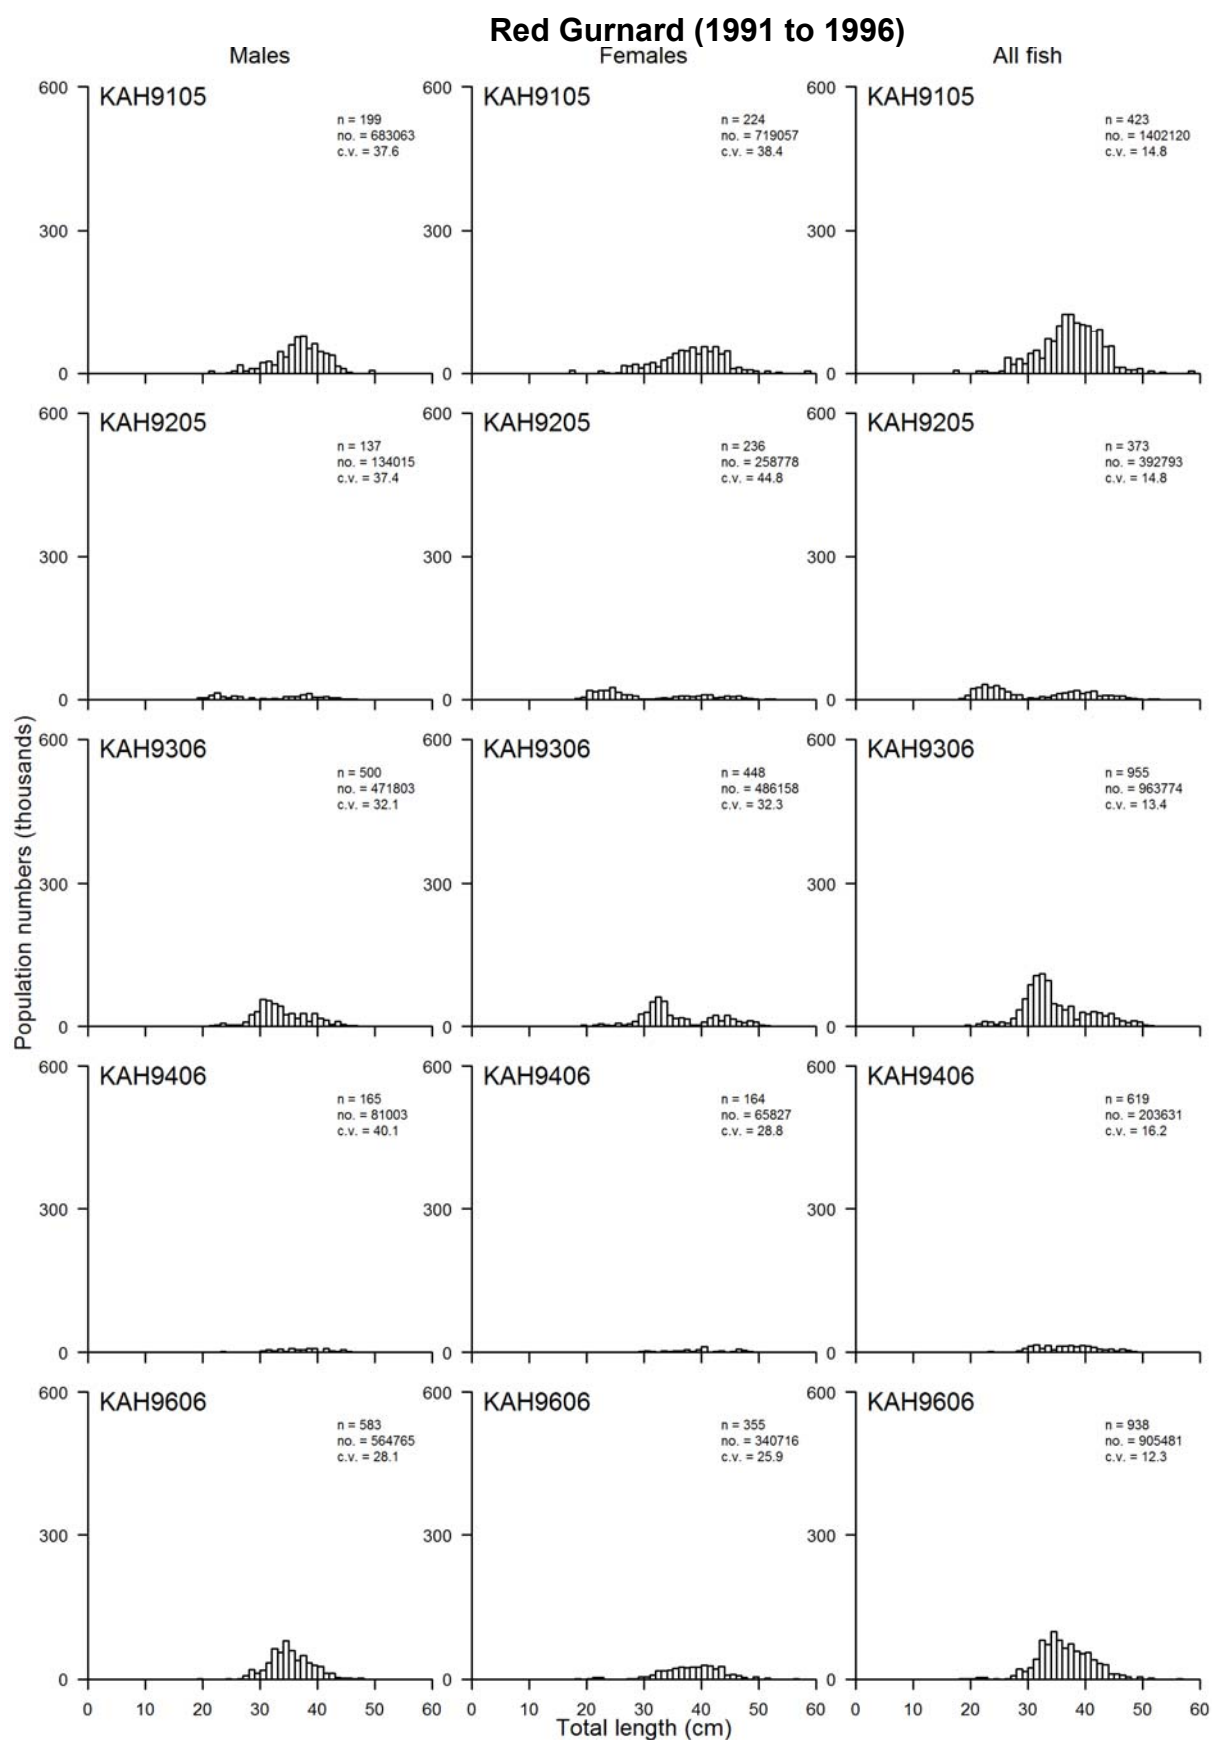 Red Gurnard (1991 to 1996)
Males
Females
All fish
600
KAH9105
n = 199
no. = 683063
c.v. = 37.6
300
0
600
KAH9105
n = 224
no. = 719057
c.v. = 38.4
300
0
600
KAH9105
n = 423
no. = 1402120
c.v. = 14.8
300
0
600
KAH9205
n = 137
no. = 134015
c.v. = 37.4
300
0
600
KAH9205
n = 236
no. = 258778
c.v. = 44.8
300
0
600
KAH9205
n = 373
no. = 392793
c.v. = 14.8
300
0
Population numbers (thousands)
600
KAH9306
n = 500
no. = 471803
c.v. = 32.1
300
0
600
KAH9306
n = 448
no. = 486158
c.v. = 32.3
300
0
600
KAH9306
n = 955
no. = 963774
c.v. = 13.4
300
0
600
KAH9406
n = 165
no. = 81003
c.v. = 40.1
300
0
600
KAH9406
n = 164
no. = 65827
c.v. = 28.8
300
0
600
KAH9406
n = 619
no. = 203631
c.v. = 16.2
300
0
600
KAH9606
n = 583
no. = 564765
c.v. = 28.1
300
0
0 10 20 30 40 50 60
600
KAH9606
n = 355
no. = 340716
c.v. = 25.9
300
0
0 10 20 30 40 50 60
600
KAH9606
n = 938
no. = 905481
c.v. = 12.3
300
0
0 10 20 30 40 50 60
Total length (cm)